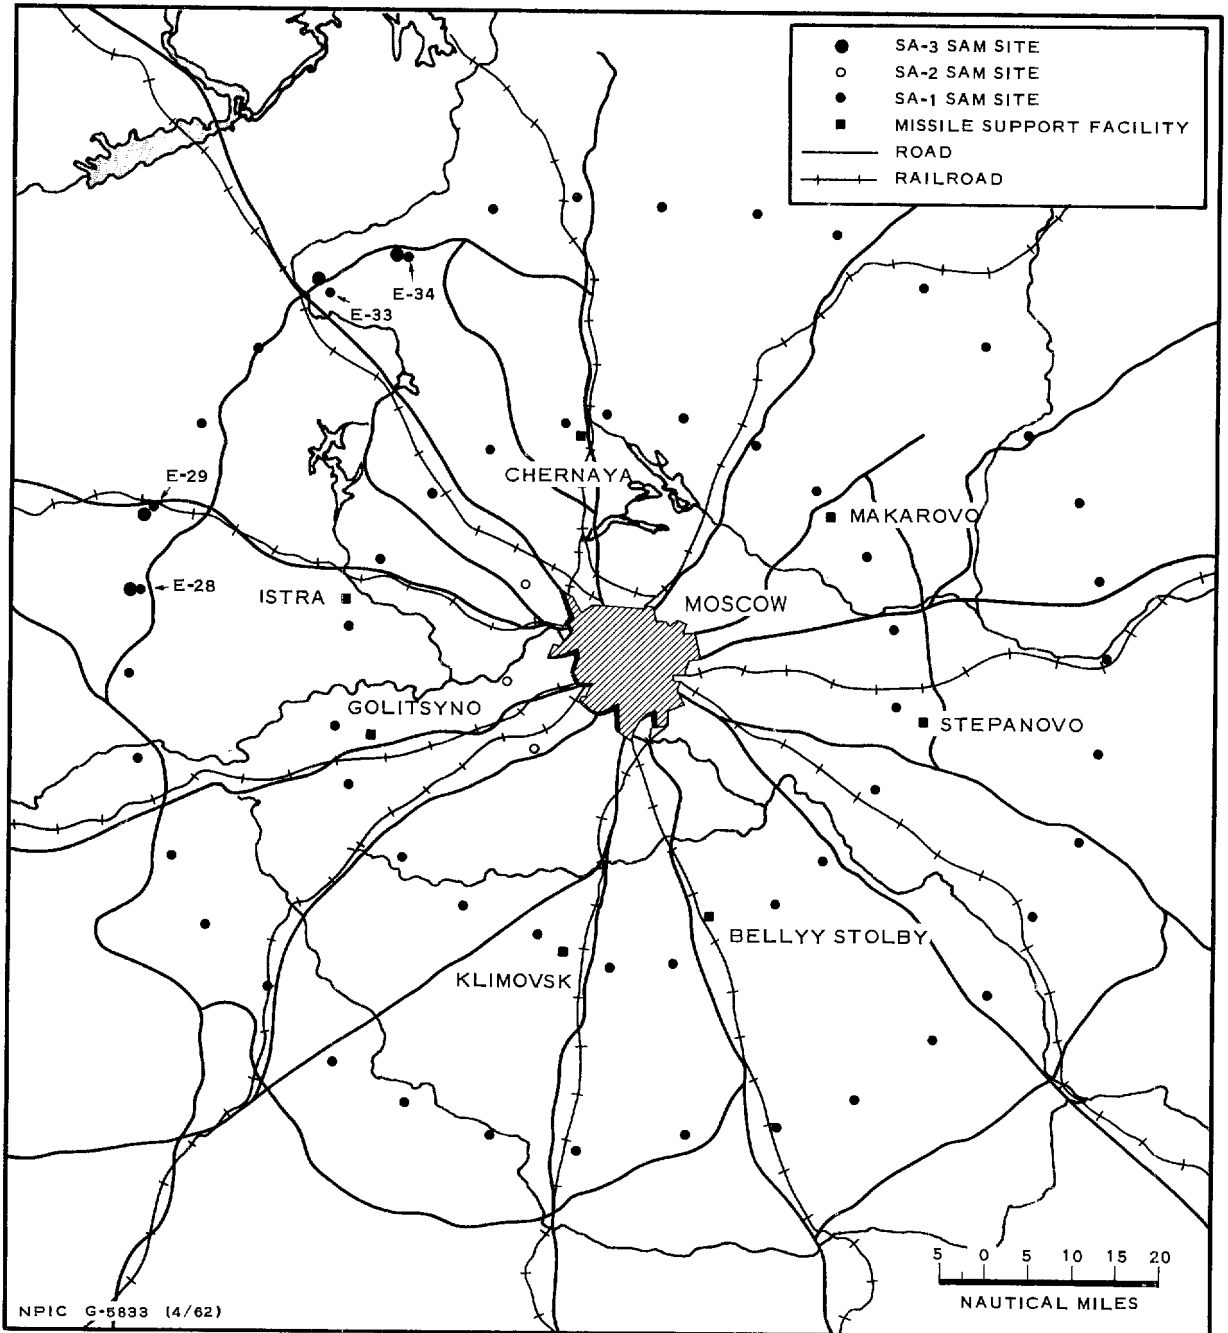 SA-3 SAM SITE
SA-2 SAM SITE
SA-1 SAM SITE
MISSILE SUPPORT FACILITY
ROAD
RAILROAD
E-34
E-33
CHERNAYA
E-29
MAKAROVO
E-28
ISTRA
MOSCOW
GOLITSYNO
STEPANOVO
BELLYY STOLBY
KLIMOVSK
5 0 5 10 15 20
NAUTICAL MILES
NPIC G-5833 (4/62)